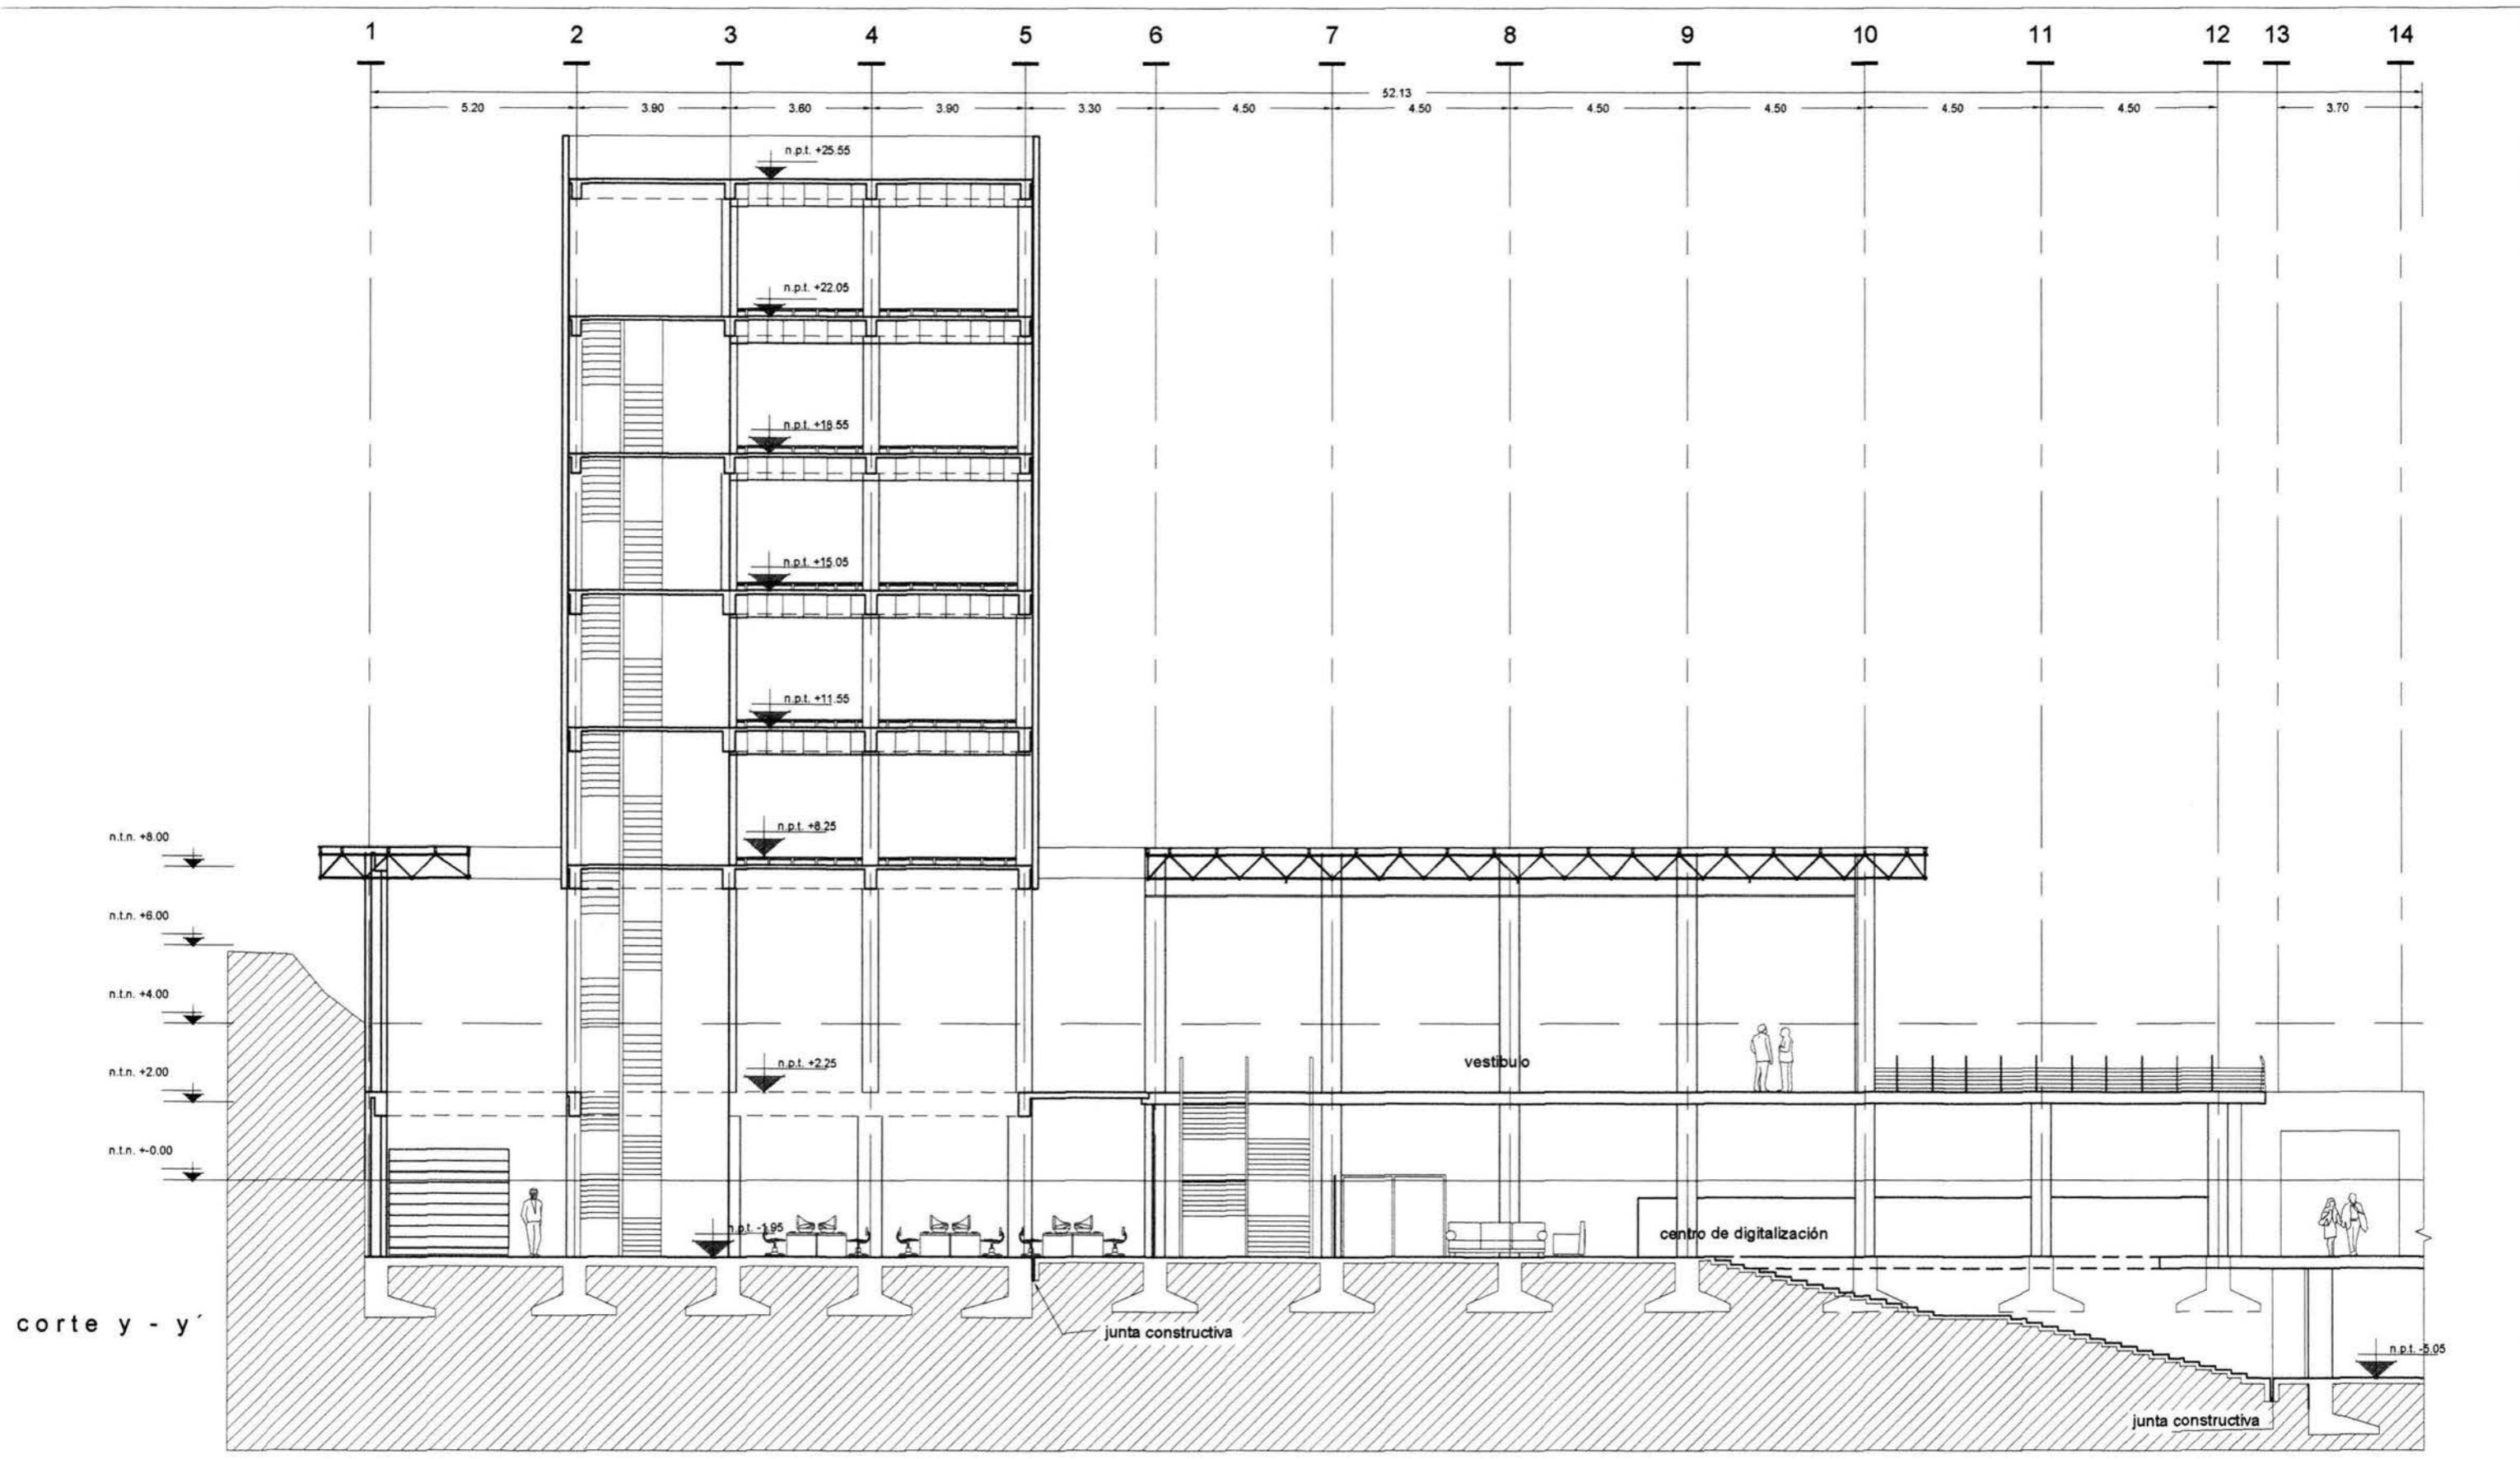 1 2 3 4 5 6 7 8 9 10 11 12 13 14
52.13
5.20 3.90 3.60 3.90 3.30 4.50 4.50 4.50 4.50 4.50 4.50 3.70
n.p.t. +25.55
n.p.t. +22.05
n.p.t. +18.55
n.p.t. +15.05
n.p.t. +11.55
n.p.t. +8.25
n.t.n. +8.00
n.t.n. +6.00
n.t.n. +4.00
n.p.t. +2.25
vestibulo
n.t.n. +2.00
n.t.n. +-0.00
n.p.t. -1.95
centro de digitalización
corte y - y´
junta constructiva
n.p.t. -5.05
junta constructiva